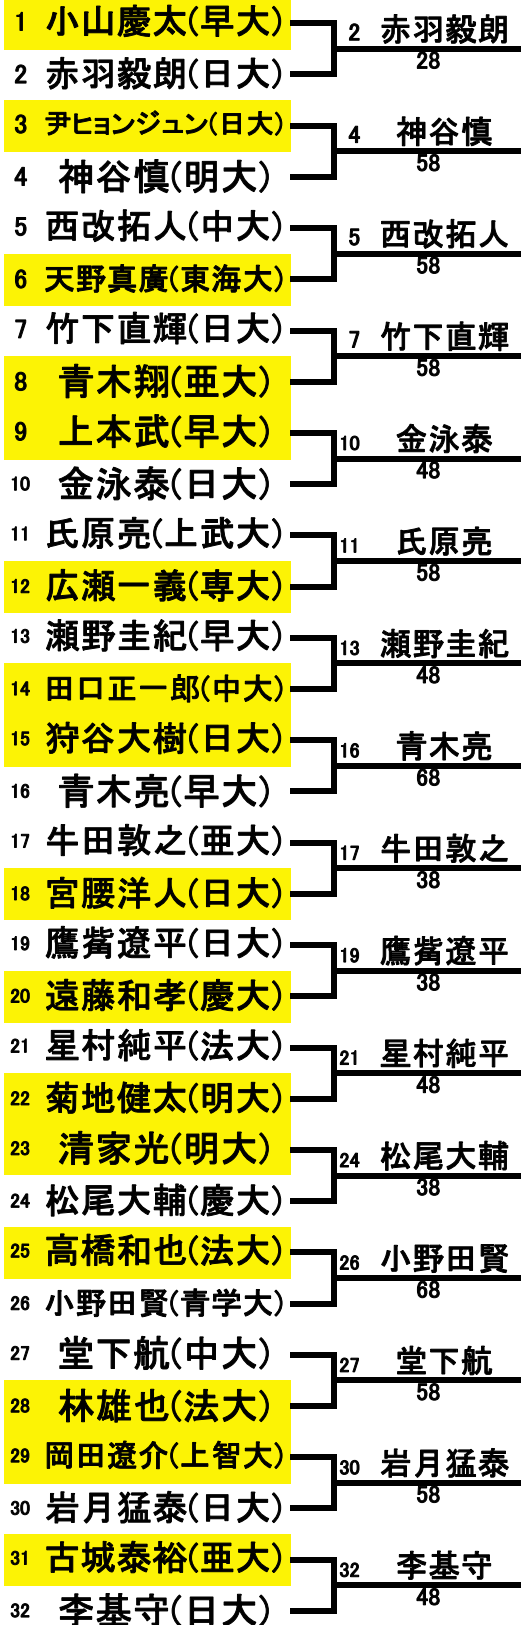 1 小山慶太(早大)
2 赤羽毅朗
28
2 赤羽毅朗(日大)
3 尹ヒョンジュン(日大)
4 神谷慎
58
4 神谷慎(明大)
5 西改拓人(中大)
5 西改拓人
58
6 天野真廣(東海大)
7 竹下直輝(日大)
7 竹下直輝
58
8 青木翔(亜大)
9 上本武(早大)
10 金泳泰
48
10 金泳泰(日大)
11 氏原亮(上武大)
11 氏原亮
58
12 広瀬一義(専大)
13 瀬野圭紀(早大)
13 瀬野圭紀
48
14 田口正一郎(中大)
15 狩谷大樹(日大)
16 青木亮
68
16 青木亮(早大)
17 牛田敦之(亜大)
17 牛田敦之
38
18 宮腰洋人(日大)
19 鷹觜遼平(日大)
19 鷹觜遼平
38
20 遠藤和孝(慶大)
21 星村純平(法大)
21 星村純平
48
22 菊地健太(明大)
23 清家光(明大)
24 松尾大輔
38
24 松尾大輔(慶大)
25 高橋和也(法大)
26 小野田賢
68
26 小野田賢(青学大)
27 堂下航(中大)
27 堂下航
58
28 林雄也(法大)
29 岡田遼介(上智大)
30 岩月猛泰
58
30 岩月猛泰(日大)
31 古城泰裕(亜大)
32 李基守
48
32 李基守(日大)